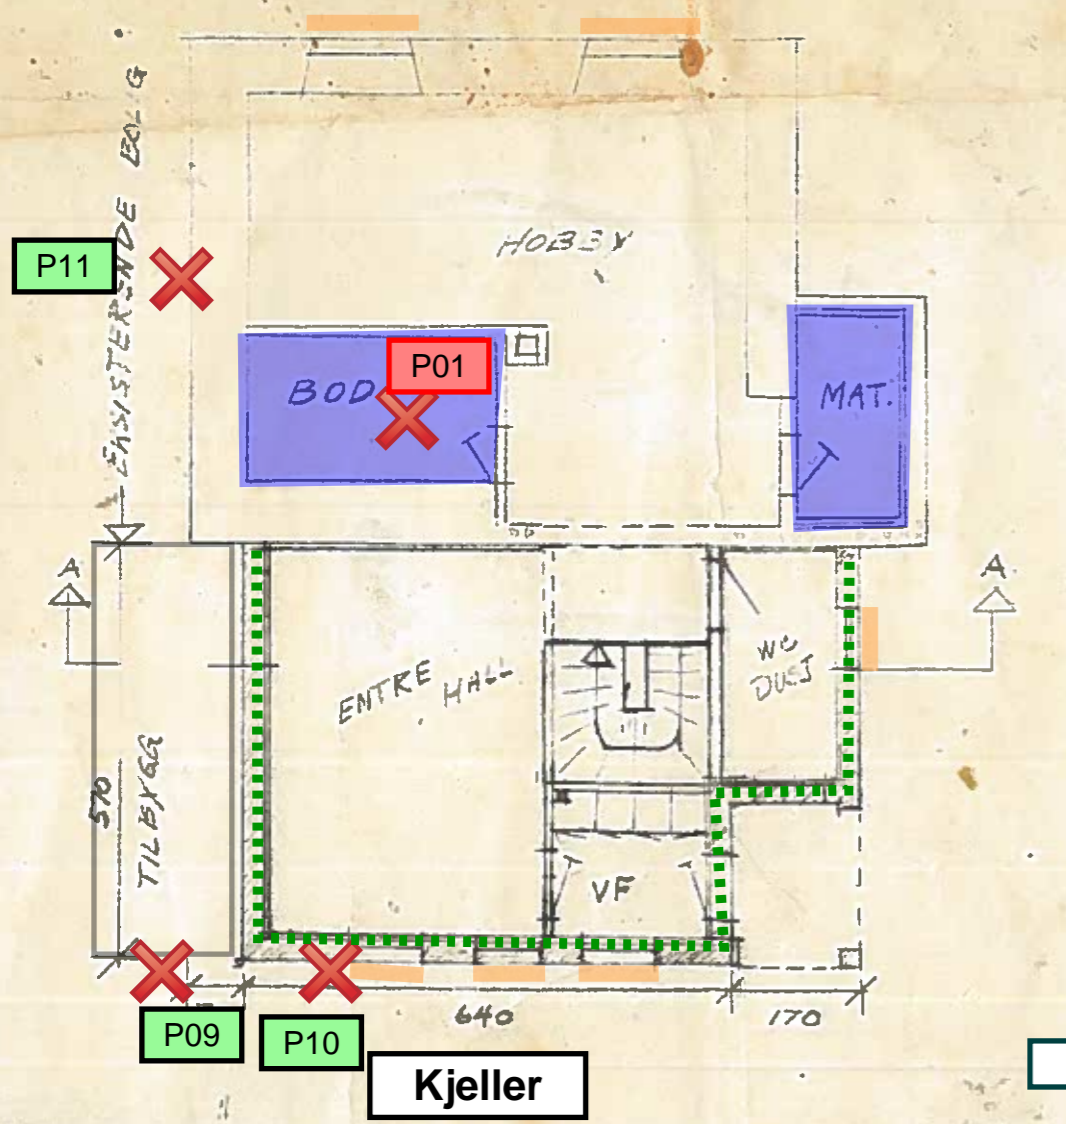 EKSISTERENDE BOLIG
HOBBY
P11
P01
BOD
MAT.
A
A
ENTRE HALL
WC
DUSJ
570
TILBYGG
VF
640
170
P09
P10
Kjeller